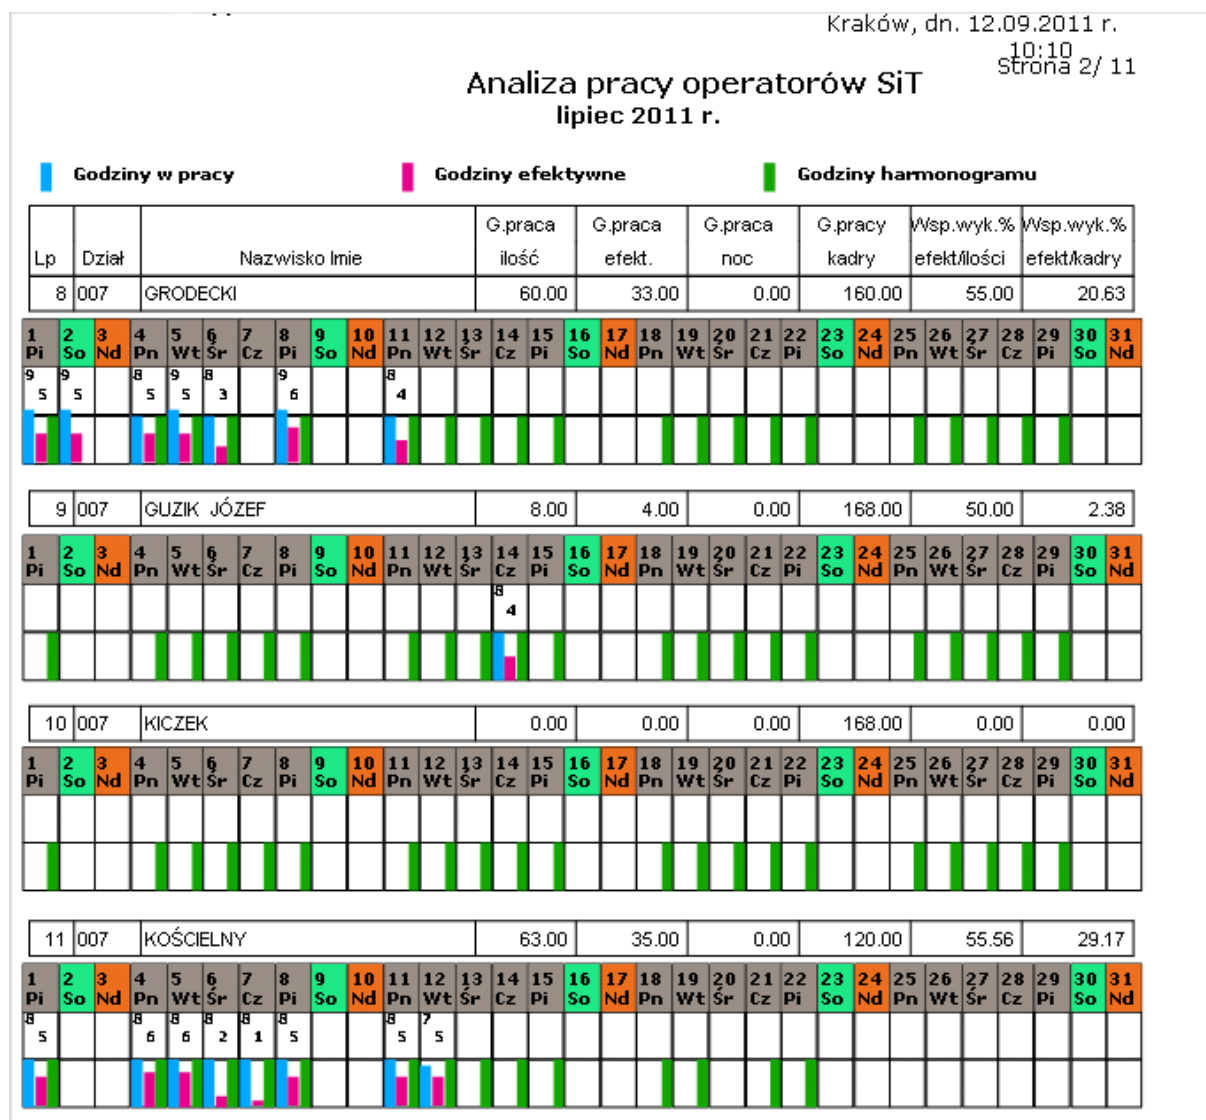 Kraków, dn. 12.09.2011 r.
10:10
Strona 2/ 11
Analiza pracy operatorów SiT
lipiec 2011 r.
Godziny w pracy Godziny efektywne Godziny harmonogramu
G.praca G.praca G.praca G.pracy Wsp.wyk.% Wsp.wyk.%
Lp Dział Nazwisko Imie ilość efekt. noc kadry efekt/ilości efekt/kadry
8 007 GRODECKI 60.00 33.00 0.00 160.00 55.00 20.63
1 2 3 4 5 6 7 8 9 10 11 12 13 14 15 16 17 18 19 20 21 22 23 24 25 26 27 28 29 30 31
Pi So Nd Pn Wt Śr Cz Pi So Nd Pn Wt Śr Cz Pi So Nd Pn Wt Śr Cz Pi So Nd Pn Wt Śr Cz Pi So Nd
9 9 8 9 8 9 8
5 5 5 5 3 6 4
9 007 GUZIK JÓZEF 8.00 4.00 0.00 168.00 50.00 2.38
1 2 3 4 5 6 7 8 9 10 11 12 13 14 15 16 17 18 19 20 21 22 23 24 25 26 27 28 29 30 31
Pi So Nd Pn Wt Śr Cz Pi So Nd Pn Wt Śr Cz Pi So Nd Pn Wt Śr Cz Pi So Nd Pn Wt Śr Cz Pi So Nd
8
4
10 007 KICZEK 0.00 0.00 0.00 168.00 0.00 0.00
1 2 3 4 5 6 7 8 9 10 11 12 13 14 15 16 17 18 19 20 21 22 23 24 25 26 27 28 29 30 31
Pi So Nd Pn Wt Śr Cz Pi So Nd Pn Wt Śr Cz Pi So Nd Pn Wt Śr Cz Pi So Nd Pn Wt Śr Cz Pi So Nd
11 007 KOŚCIELNY 63.00 35.00 0.00 120.00 55.56 29.17
1 2 3 4 5 6 7 8 9 10 11 12 13 14 15 16 17 18 19 20 21 22 23 24 25 26 27 28 29 30 31
Pi So Nd Pn Wt Śr Cz Pi So Nd Pn Wt Śr Cz Pi So Nd Pn Wt Śr Cz Pi So Nd Pn Wt Śr Cz Pi So Nd
8 8 8 8 8 8 8 7
5 6 6 2 1 5 5 5